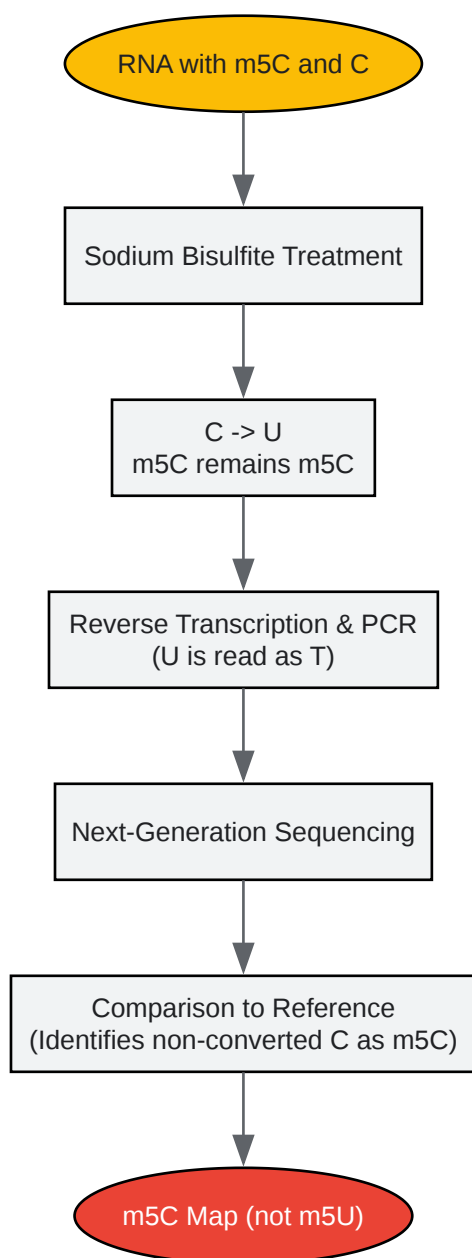 RNA with m5C and C
Sodium Bisulfite Treatment
C -> U
m5C remains m5C
Reverse Transcription & PCR
(U is read as T)
Next-Generation Sequencing
Comparison to Reference
(Identifies non-converted C as m5C)
m5C Map (not m5U)